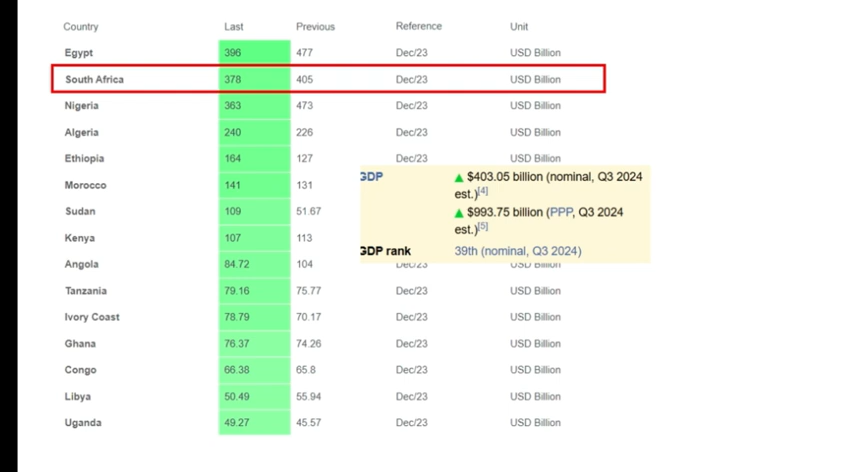 Country Last Previous Reference Unit
Egypt 396 477 Dec/23 USD Billion
South Africa 378 405 Dec/23 USD Billion
Nigeria 363 473 Dec/23 USD Billion
Algeria 240 226 Dec/23 USD Billion
Ethiopia 164 127 Dec/23 USD Billion
Morocco 141 131
Sudan 109 51.67
Kenya 107 113
GDP ▲ $403.05 billion (nominal, Q3 2024
est.)[4]
▲ $993.75 billion (PPP, Q3 2024
est.)[5]
GDP rank 39th (nominal, Q3 2024)
Angola 84.72 104 Dec/23 USD Billion
Tanzania 79.16 75.77 Dec/23 USD Billion
Ivory Coast 78.79 70.17 Dec/23 USD Billion
Ghana 76.37 74.26 Dec/23 USD Billion
Congo 66.38 65.8 Dec/23 USD Billion
Libya 50.49 55.94 Dec/23 USD Billion
Uganda 49.27 45.57 Dec/23 USD Billion